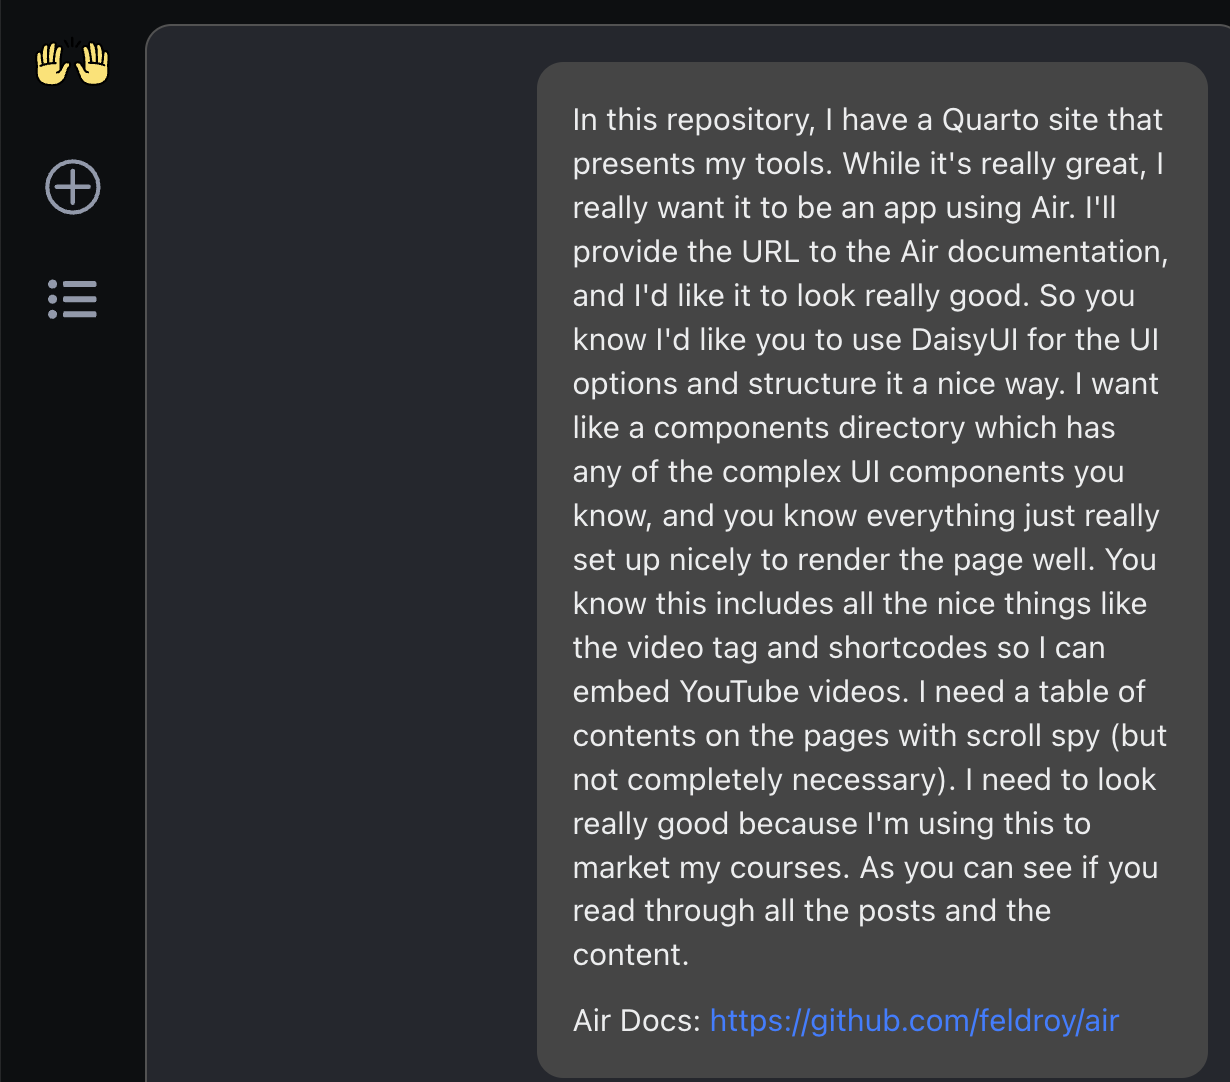 In this repository, I have a Quarto site that
presents my tools. While it's really great, I
really want it to be an app using Air. I'll
provide the URL to the Air documentation,
and I'd like it to look really good. So you
know I'd like you to use DaisyUI for the UI
options and structure it a nice way. I want
like a components directory which has
any of the complex UI components you
know, and you know everything just really
set up nicely to render the page well. You
know this includes all the nice things like
the video tag and shortcodes so I can
embed YouTube videos. I need a table of
contents on the pages with scroll spy (but
not completely necessary). I need to look
really good because I'm using this to
market my courses. As you can see if you
read through all the posts and the
content.
Air Docs: https://github.com/feldroy/air